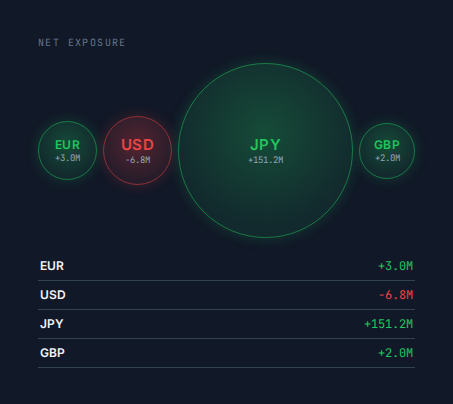 NET EXPOSURE
EUR
+3.0M
USD
-6.8M
JPY
+151.2M
GBP
+2.0M
EUR +3.0M
USD -6.8M
JPY +151.2M
GBP +2.0M